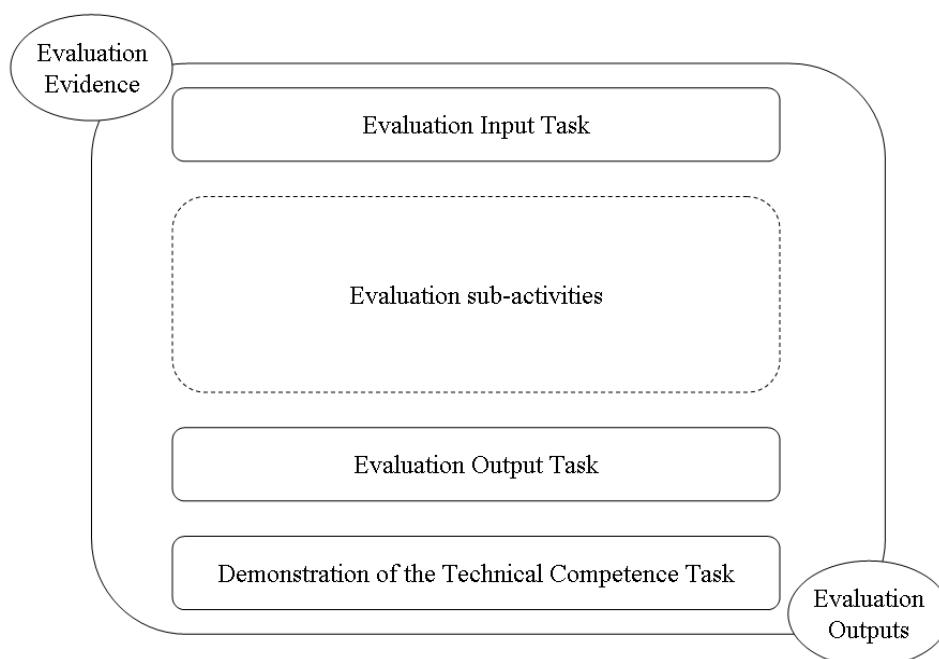 Evaluation
Evidence
Evaluation Input Task
Evaluation sub-activities
Evaluation Output Task
Demonstration of the Technical Competence Task
Evaluation
Outputs